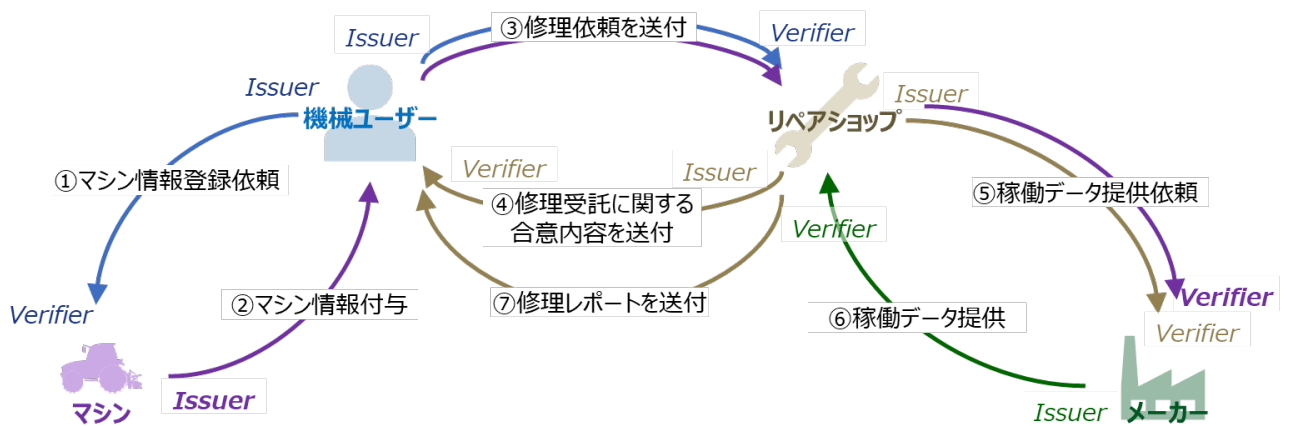 ③修理依頼を送付
Issuer
Verifier
Issuer
Issuer
機械ユーザー
リペアショップ
Verifier
Issuer
①マシン情報登録依頼
⑤稼働データ提供依頼
④修理受託に関する
合意内容を送付
Verifier
②マシン情報付与
⑦修理レポートを送付
Verifier
Verifier
⑥稼働データ提供
Verifier
マシン
Issuer
Issuer
メーカー